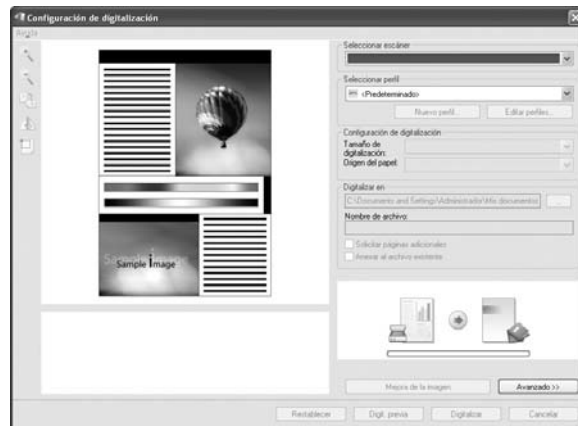 Configuración de digitalización
Ayuda
Seleccionar escáner
Seleccionar perfil
<Predeterminado>
Nuevo perfil...
Editar perfiles...
Configuración de digitalización
Tamaño de
digitalización:
Origen del papel:
Digitalizar en
C:\Documents and Settings\Administrador\Mis documentos
...
Nombre de archivo:
Solicitar páginas adicionales
Anexar al archivo existente
Sample image
Mejora de la imagen
Avanzado >>
Restablecer
Digit. previa
Digitalizar
Cancelar